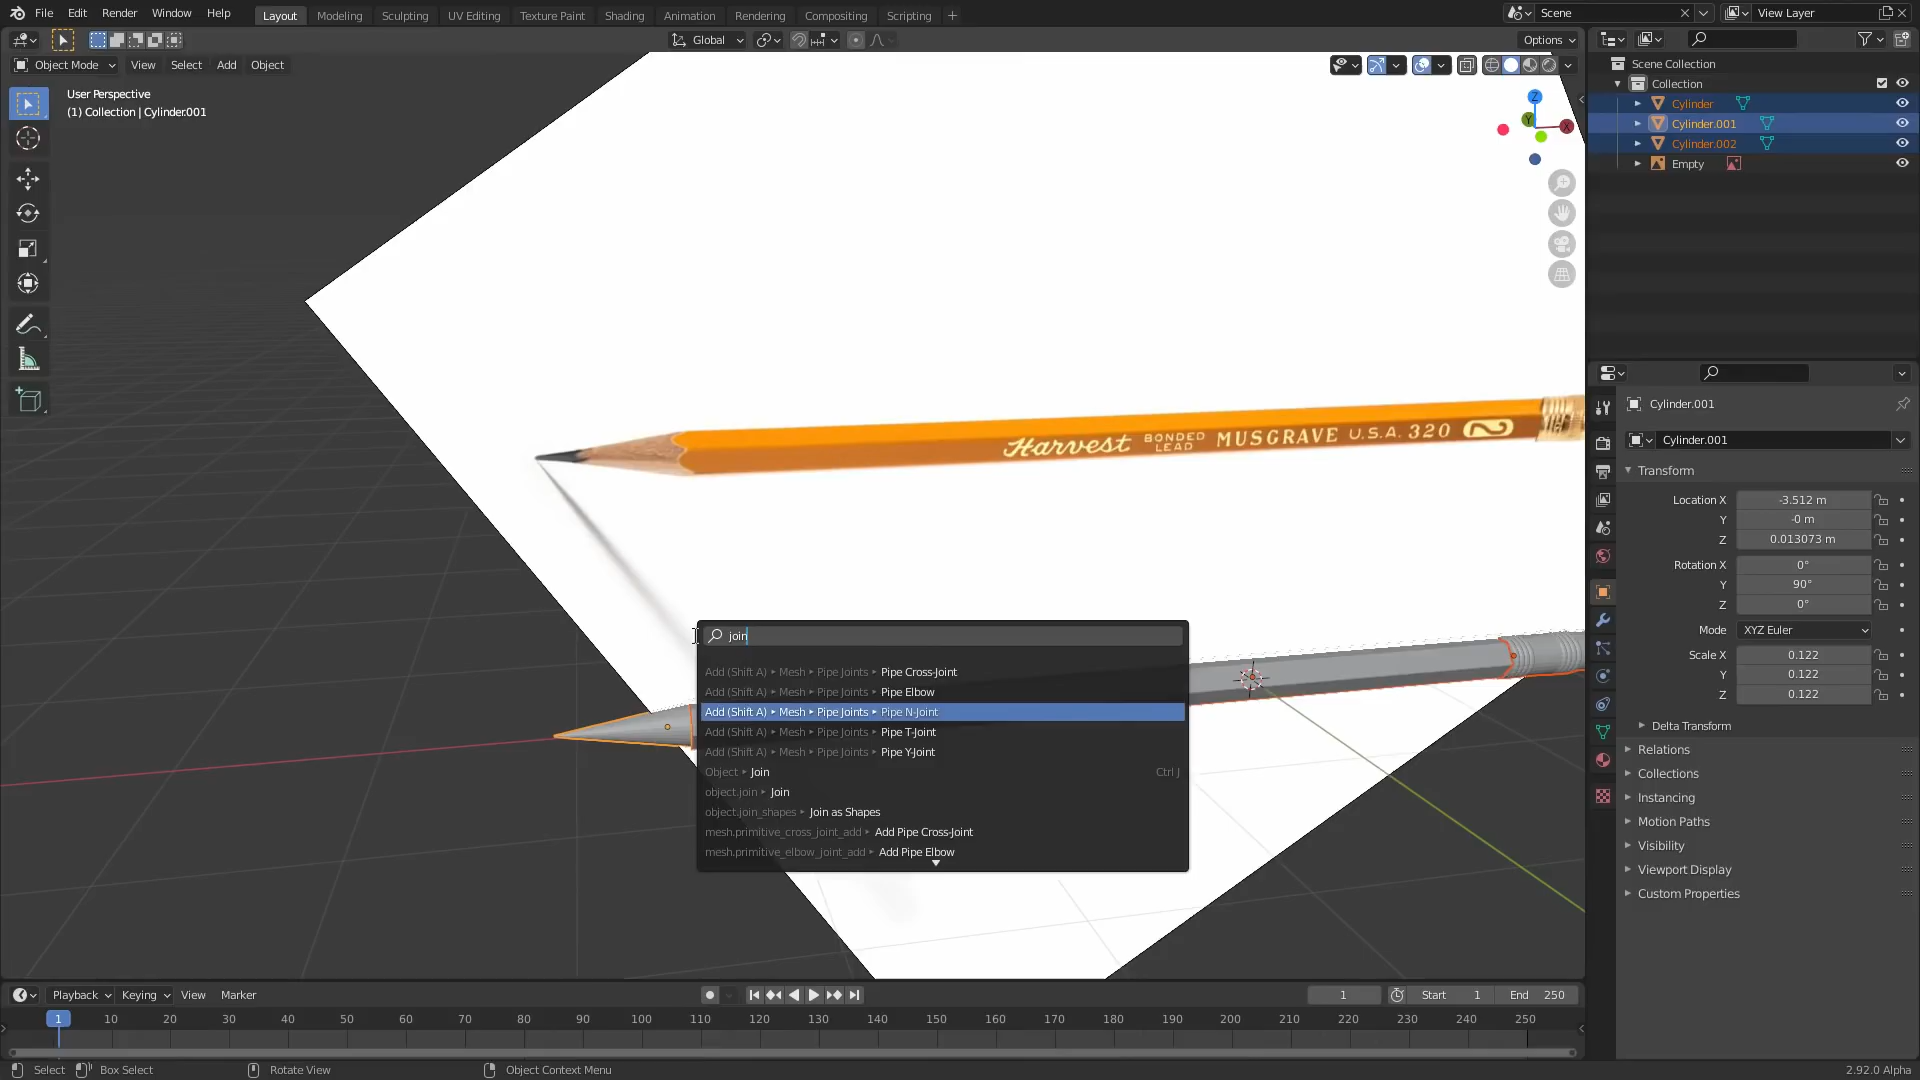 File Edit Render Window Help
Layout Modeling Sculpting UV Editing Texture Paint Shading Animation Rendering Compositing Scripting +
Scene
View Layer
Global
Options
Object Mode View Select Add Object
User Perspective
(1) Collection | Cylinder.001
Z
Y
X
Harvest BONDED LEAD MUSGRAVE U.S.A. 320
join
Add (Shift A) ▸ Mesh ▸ Pipe Joints ▸ Pipe Cross-Joint
Add (Shift A) ▸ Mesh ▸ Pipe Joints ▸ Pipe Elbow
Add (Shift A) ▸ Mesh ▸ Pipe Joints ▸ Pipe N-Joint
Add (Shift A) ▸ Mesh ▸ Pipe Joints ▸ Pipe T-Joint
Add (Shift A) ▸ Mesh ▸ Pipe Joints ▸ Pipe Y-Joint
Object ▸ Join Ctrl J
object.join ▸ Join
object.join_shapes ▸ Join as Shapes
mesh.primitive_cross_joint_add ▸ Add Pipe Cross-Joint
mesh.primitive_elbow_joint_add ▸ Add Pipe Elbow
Scene Collection
Collection
Cylinder
Cylinder.001
Cylinder.002
Empty
Cylinder.001
Cylinder.001
Transform
Location X -3.512 m
Y -0 m
Z 0.013073 m
Rotation X 0°
Y 90°
Z 0°
Mode XYZ Euler
Scale X 0.122
Y 0.122
Z 0.122
Delta Transform
Relations
Collections
Instancing
Motion Paths
Visibility
Viewport Display
Custom Properties
Playback Keying View Marker
1 Start 1 End 250
1 10 20 30 40 50 60 70 80 90 100 110 120 130 140 150 160 170 180 190 200 210 220 230 240 250
Select Box Select Rotate View Object Context Menu 2.92.0 Alpha